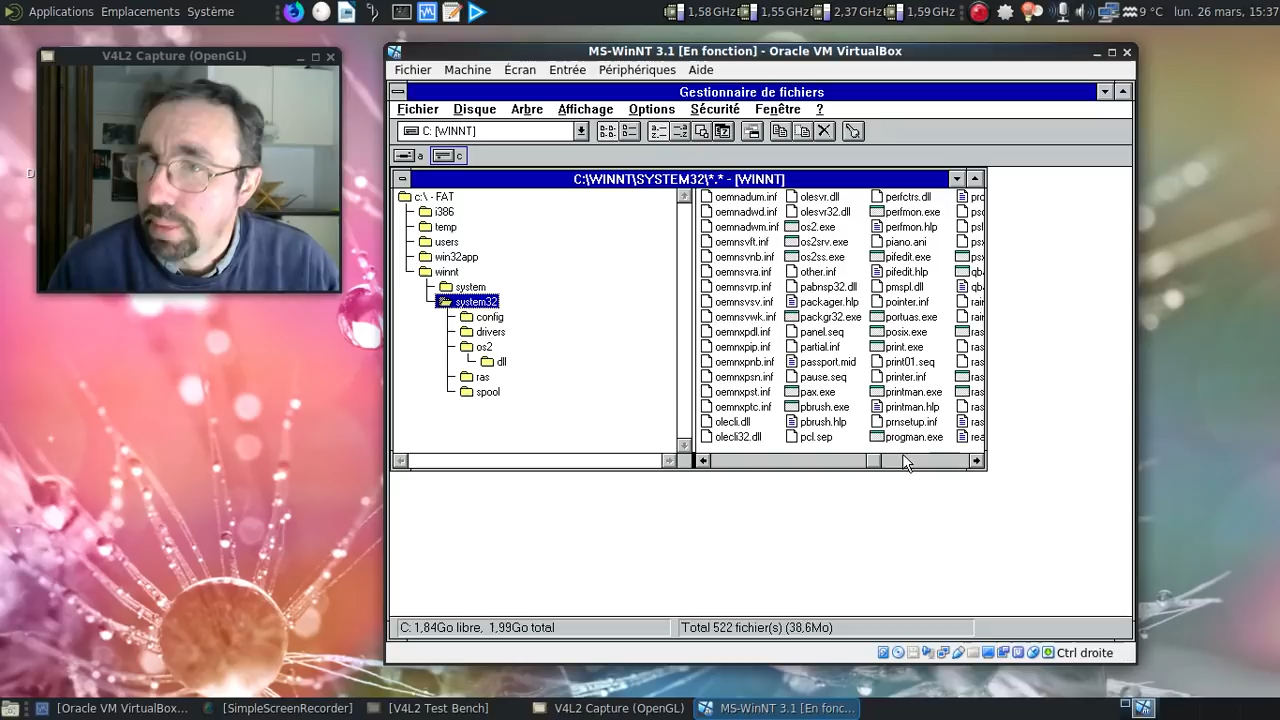 Applications Emplacements Système
1,58 GHz 1,55 GHz 2,37 GHz 1,59 GHz 9 °C lun. 26 mars, 15:37
V4L2 Capture (OpenGL)
MS-WinNT 3.1 [En fonction] - Oracle VM VirtualBox
Fichier Machine Écran Entrée Périphériques Aide
Gestionnaire de fichiers
Fichier Disque Arbre Affichage Options Sécurité Fenêtre ?
C: [WINNT]
a c
C:\WINNT\SYSTEM32\*.* - [WINNT]
c:\ - FAT
i386
temp
users
win32app
winnt
system
system32
config
drivers
os2
dll
ras
spool
oemnadum.inf olesvr.dll perfctrs.dll
oemnadwd.inf olesvr32.dll perfmon.exe
oemnadwm.inf os2.exe perfmon.hlp
oemnsvft.inf os2srv.exe piano.ani
oemnsvnb.inf os2ss.exe pifedit.exe
oemnsvra.inf other.inf pifedit.hlp
oemnsvrp.inf pabnsp32.dll pmspl.dll
oemnsvsv.inf packager.hlp pointer.inf
oemnsvwk.inf packgr32.exe portuas.exe
oemnxpdl.inf panel.seq posix.exe
oemnxpip.inf partial.inf print.exe
oemnxpnb.inf passport.mid print01.seq
oemnxpsn.inf pause.seq printer.inf
oemnxpst.inf pax.exe printman.exe
oemnxptc.inf pbrush.exe printman.hlp
olecli.dll pbrush.hlp prnsetup.inf
olecli32.dll pcl.sep progman.exe
C: 1,84Go libre, 1,99Go total Total 522 fichier(s) (38,6Mo)
Ctrl droite
[Oracle VM VirtualBox... [SimpleScreenRecorder] [V4L2 Test Bench] V4L2 Capture (OpenGL) MS-WinNT 3.1 [En fonc...